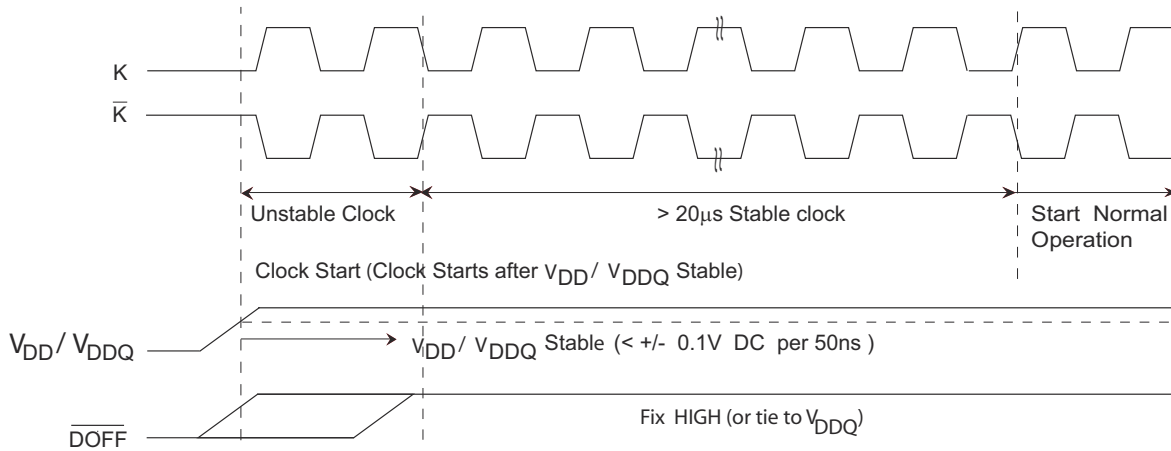 K
K̅
Unstable Clock
> 20μs Stable clock
Start Normal
Operation
Clock Start (Clock Starts after VDD/ VDDQ Stable)
VDD/ VDDQ
VDD/ VDDQ Stable (< +/- 0.1V DC per 50ns )
Fix HIGH (or tie to VDDQ)
D̅O̅F̅F̅